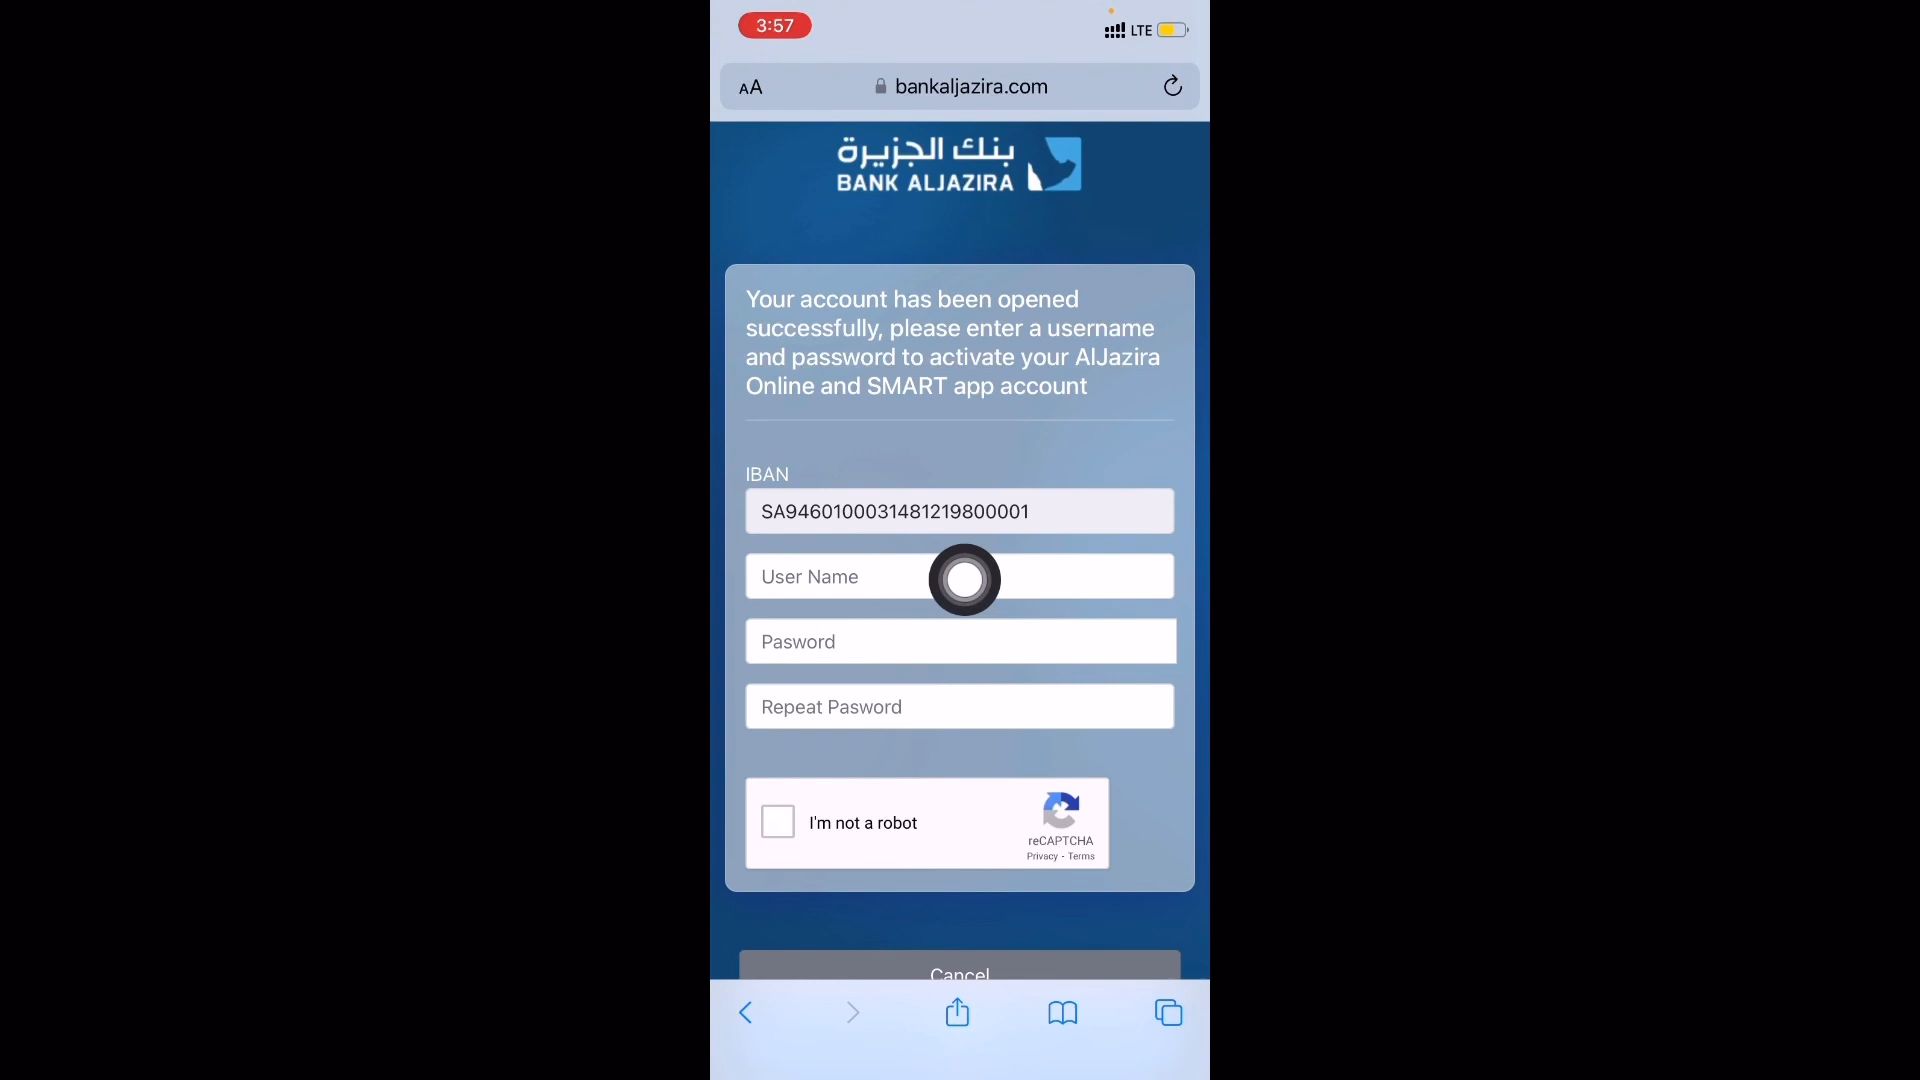 3:57
LTE
AA
bankaljazira.com
بنك الجزيرة
BANK ALJAZIRA
Your account has been opened
successfully, please enter a username
and password to activate your AlJazira
Online and SMART app account
IBAN
SA9460100031481219800001
User Name
Pasword
Repeat Pasword
I'm not a robot
reCAPTCHA
Privacy - Terms
Cancel